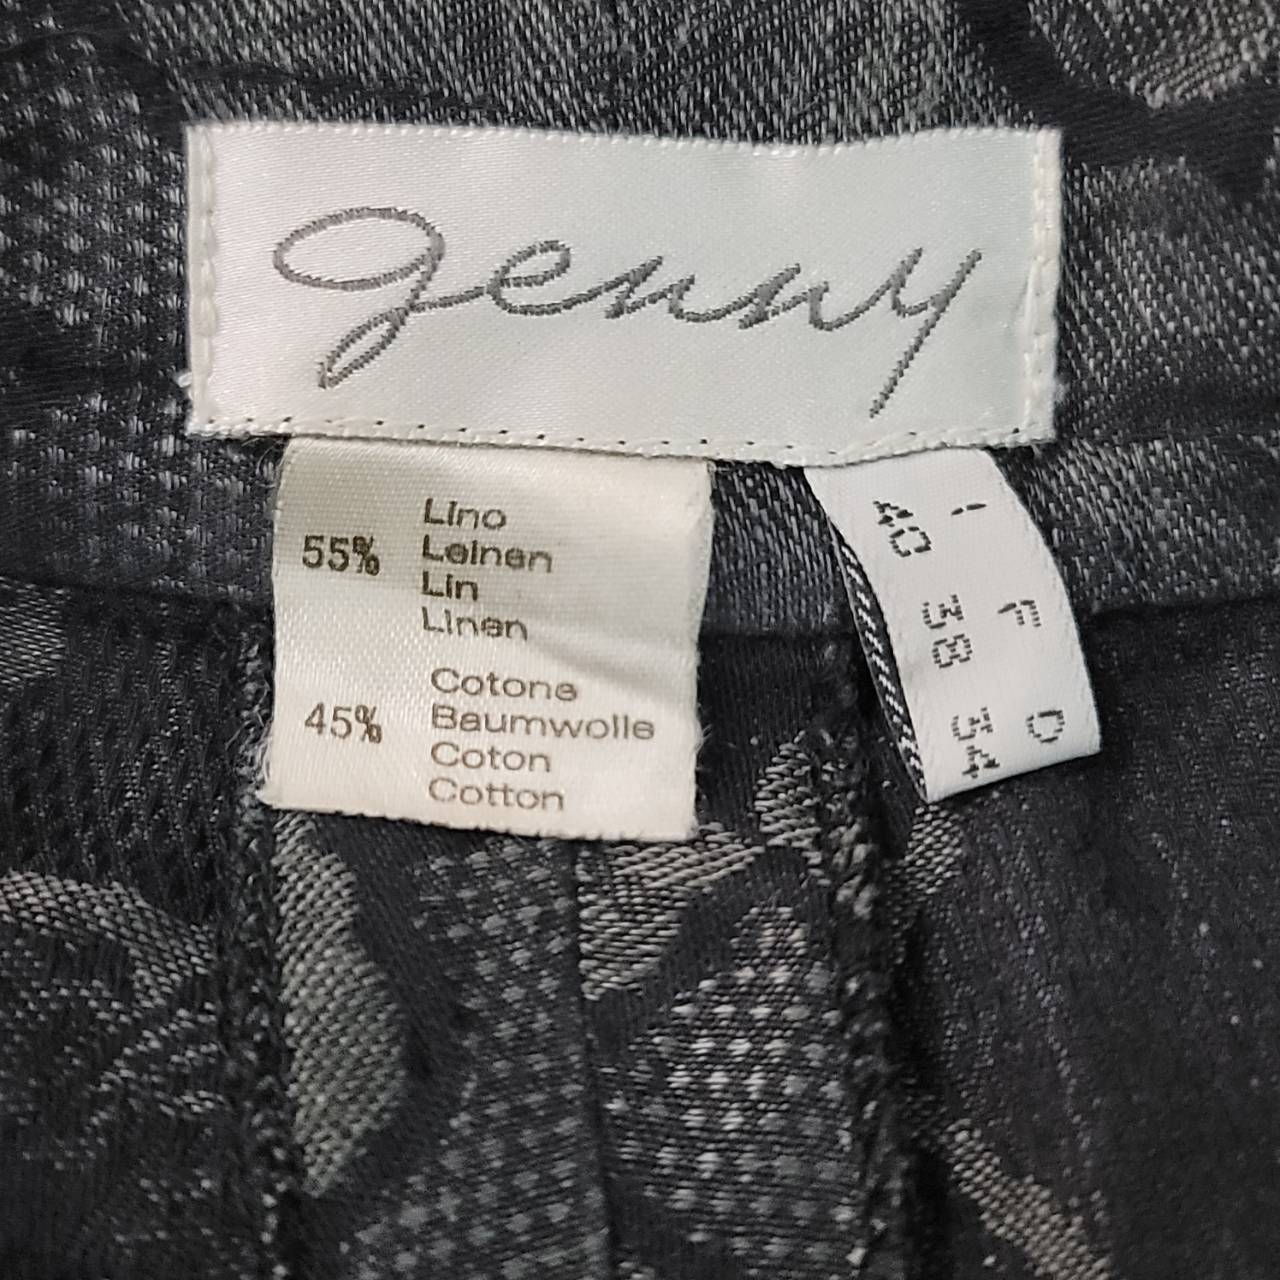 genny
55%
Lino
Leinen
Lin
Linen
45%
Cotone
Baumwolle
Coton
Cotton
I F D
40 38 34